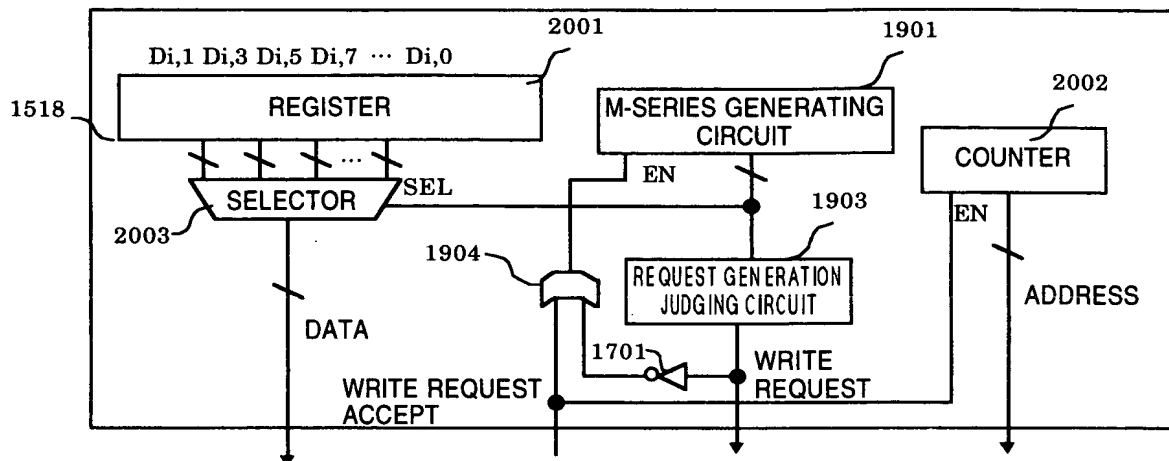 2001
1901
Di,1 Di,3 Di,5 Di,7 ··· Di,0
2002
REGISTER
M-SERIES GENERATING
CIRCUIT
1518
COUNTER
...
EN
SEL
SELECTOR
1903
EN
2003
1904
REQUEST GENERATION
JUDGING CIRCUIT
ADDRESS
DATA
1701
WRITE
REQUEST
WRITE REQUEST
ACCEPT